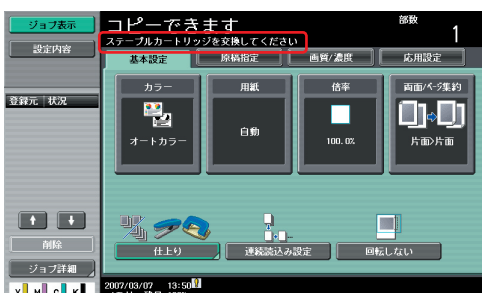 ジョブ表示
設定内容
登録元 状況
削除
ジョブ詳細
Y M C K
コピーできます
部数
1
ステープルカートリッジを交換してください
基本設定
原稿指定
画質/濃度
応用設定
カラー
オートカラー
用紙
自動
倍率
100.0%
両面/ページ集約
片面>片面
仕上り
連続読込み設定
回転しない
2007/03/07 13:50